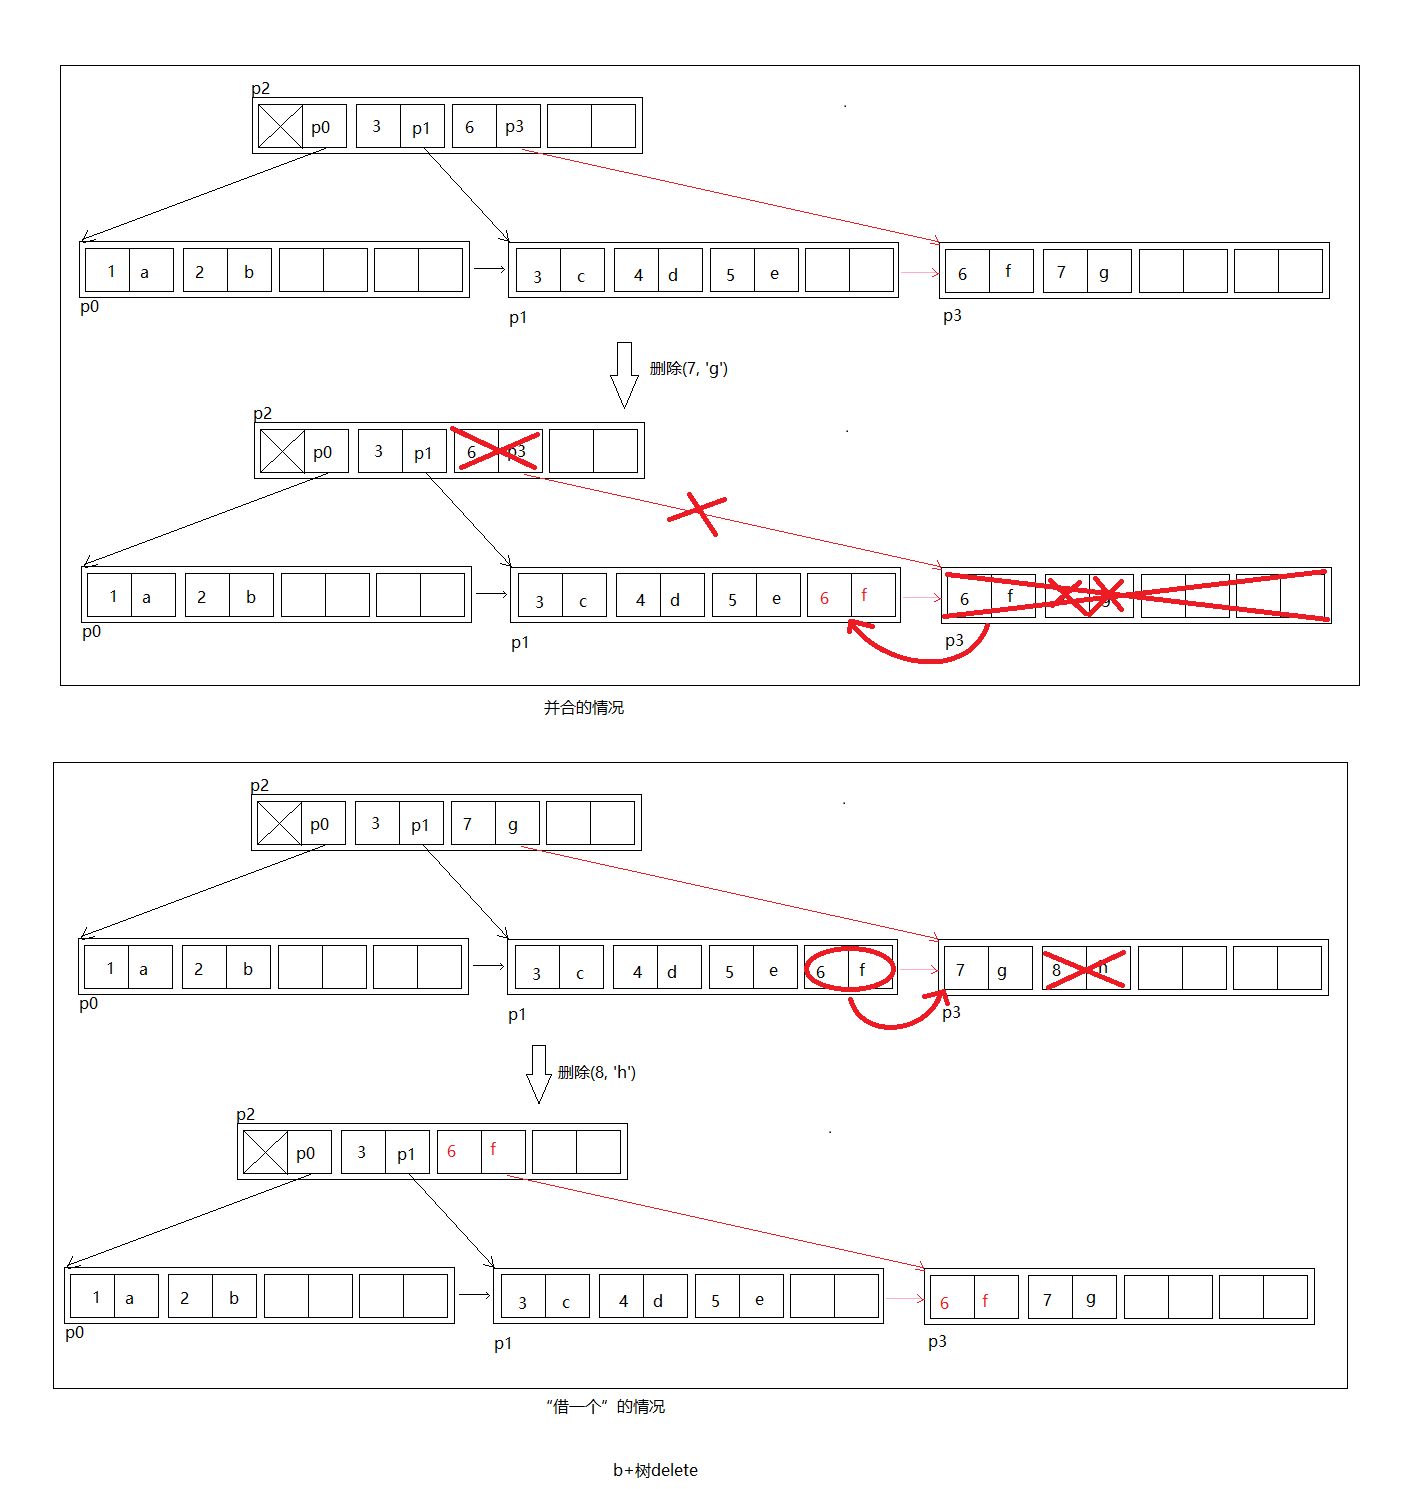 p2
p0 3 p1 6 p3
1 a 2 b 3 c 4 d 5 e 6 f 7 g
p0 p1 p3
删除(7, 'g')
p2
p0 3 p1 6 p3
1 a 2 b 3 c 4 d 5 e 6 f 6 f
p0 p1 p3
并合的情况
p2
p0 3 p1 7 g
1 a 2 b 3 c 4 d 5 e 6 f 7 g 8 h
p0 p1 p3
删除(8, 'h')
p2
p0 3 p1 6 f
1 a 2 b 3 c 4 d 5 e 6 f 7 g
p0 p1 p3
“借一个”的情况
b+树delete